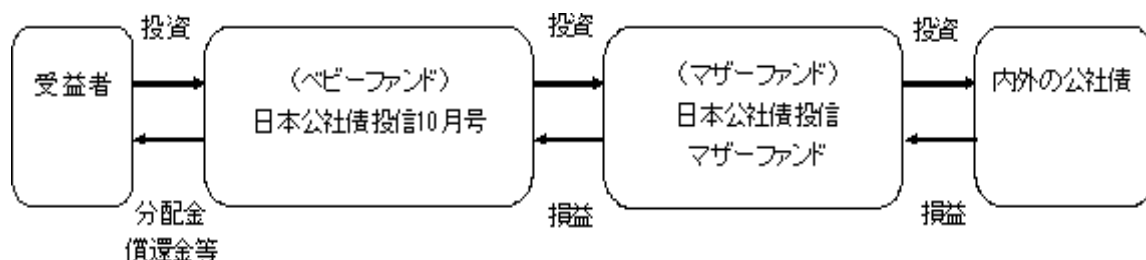 投資
投資
投資
受益者
(ベビーファンド)
日本公社債投信10月号
(マザーファンド)
日本公社債投信
マザーファンド
内外の公社債
分配金
償還金等
損益
損益